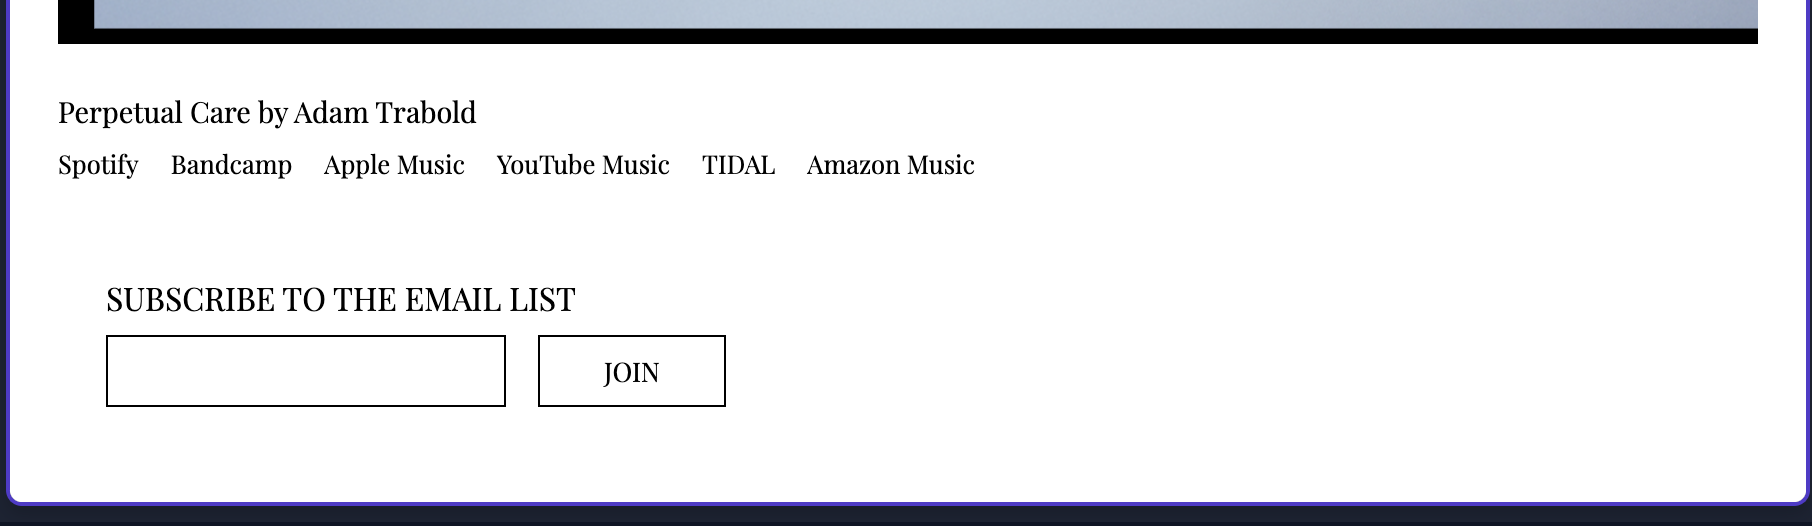 Perpetual Care by Adam Trabold
Spotify Bandcamp Apple Music YouTube Music TIDAL Amazon Music
SUBSCRIBE TO THE EMAIL LIST
JOIN